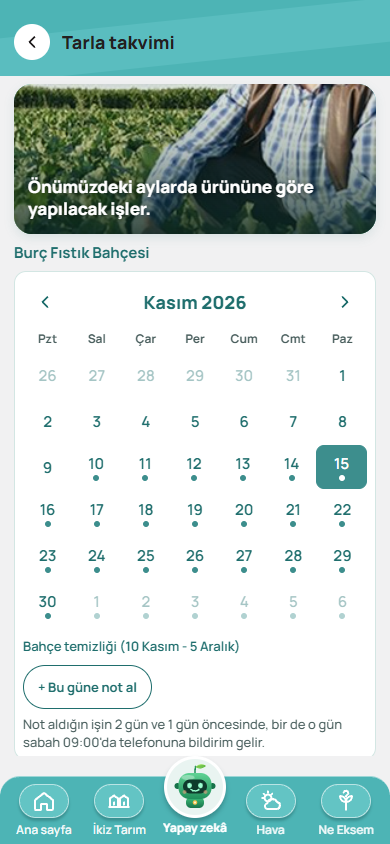 Tarla takvimi
Önümüzdeki aylarda ürününe göre
yapılacak işler.
Burç Fıstık Bahçesi
Kasım 2026
Pzt Sal Çar Per Cum Cmt Paz
26 27 28 29 30 31 1
2 3 4 5 6 7 8
9 10 11 12 13 14 15
16 17 18 19 20 21 22
23 24 25 26 27 28 29
30 1 2 3 4 5 6
Bahçe temizliği (10 Kasım - 5 Aralık)
+ Bu güne not al
Not aldığın işin 2 gün ve 1 gün öncesinde, bir de o gün
sabah 09:00'da telefonuna bildirim gelir.
Ana sayfa İkiz Tarım Yapay zekâ Hava Ne Eksem